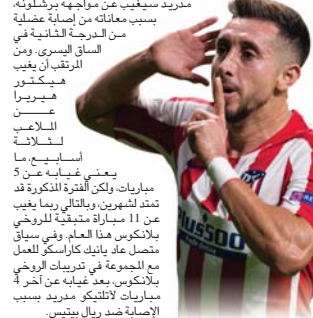 مدريد سيغيب عن مواجهة برشلونة،
بسبب معاناته من إصابة عضلية
من الدرجة الثانية في
الساق اليسرى. ومن
المرتقب أن يغيب
هيكتور
هيريرا
عن
الملاعب
لثلاثة
أسابيع، ما
يعني غيابه عن 5
مباريات، ولكن الفترة المذكورة قد
تمتد لشهرين، وبالتالي ربما يغيب
عن 11 مباراة متبقية للروخي
بلانكوس هذا العام. وفي سياق
متصل عاد يانيك كاراسكو للعمل
مع المجموعة في تدريبات الروخي
بلانكوس، بعد غيابه عن آخر 4
مباريات لأتلتيكو مدريد بسبب
الإصابة ضد ريال بيتيس.
Plus500